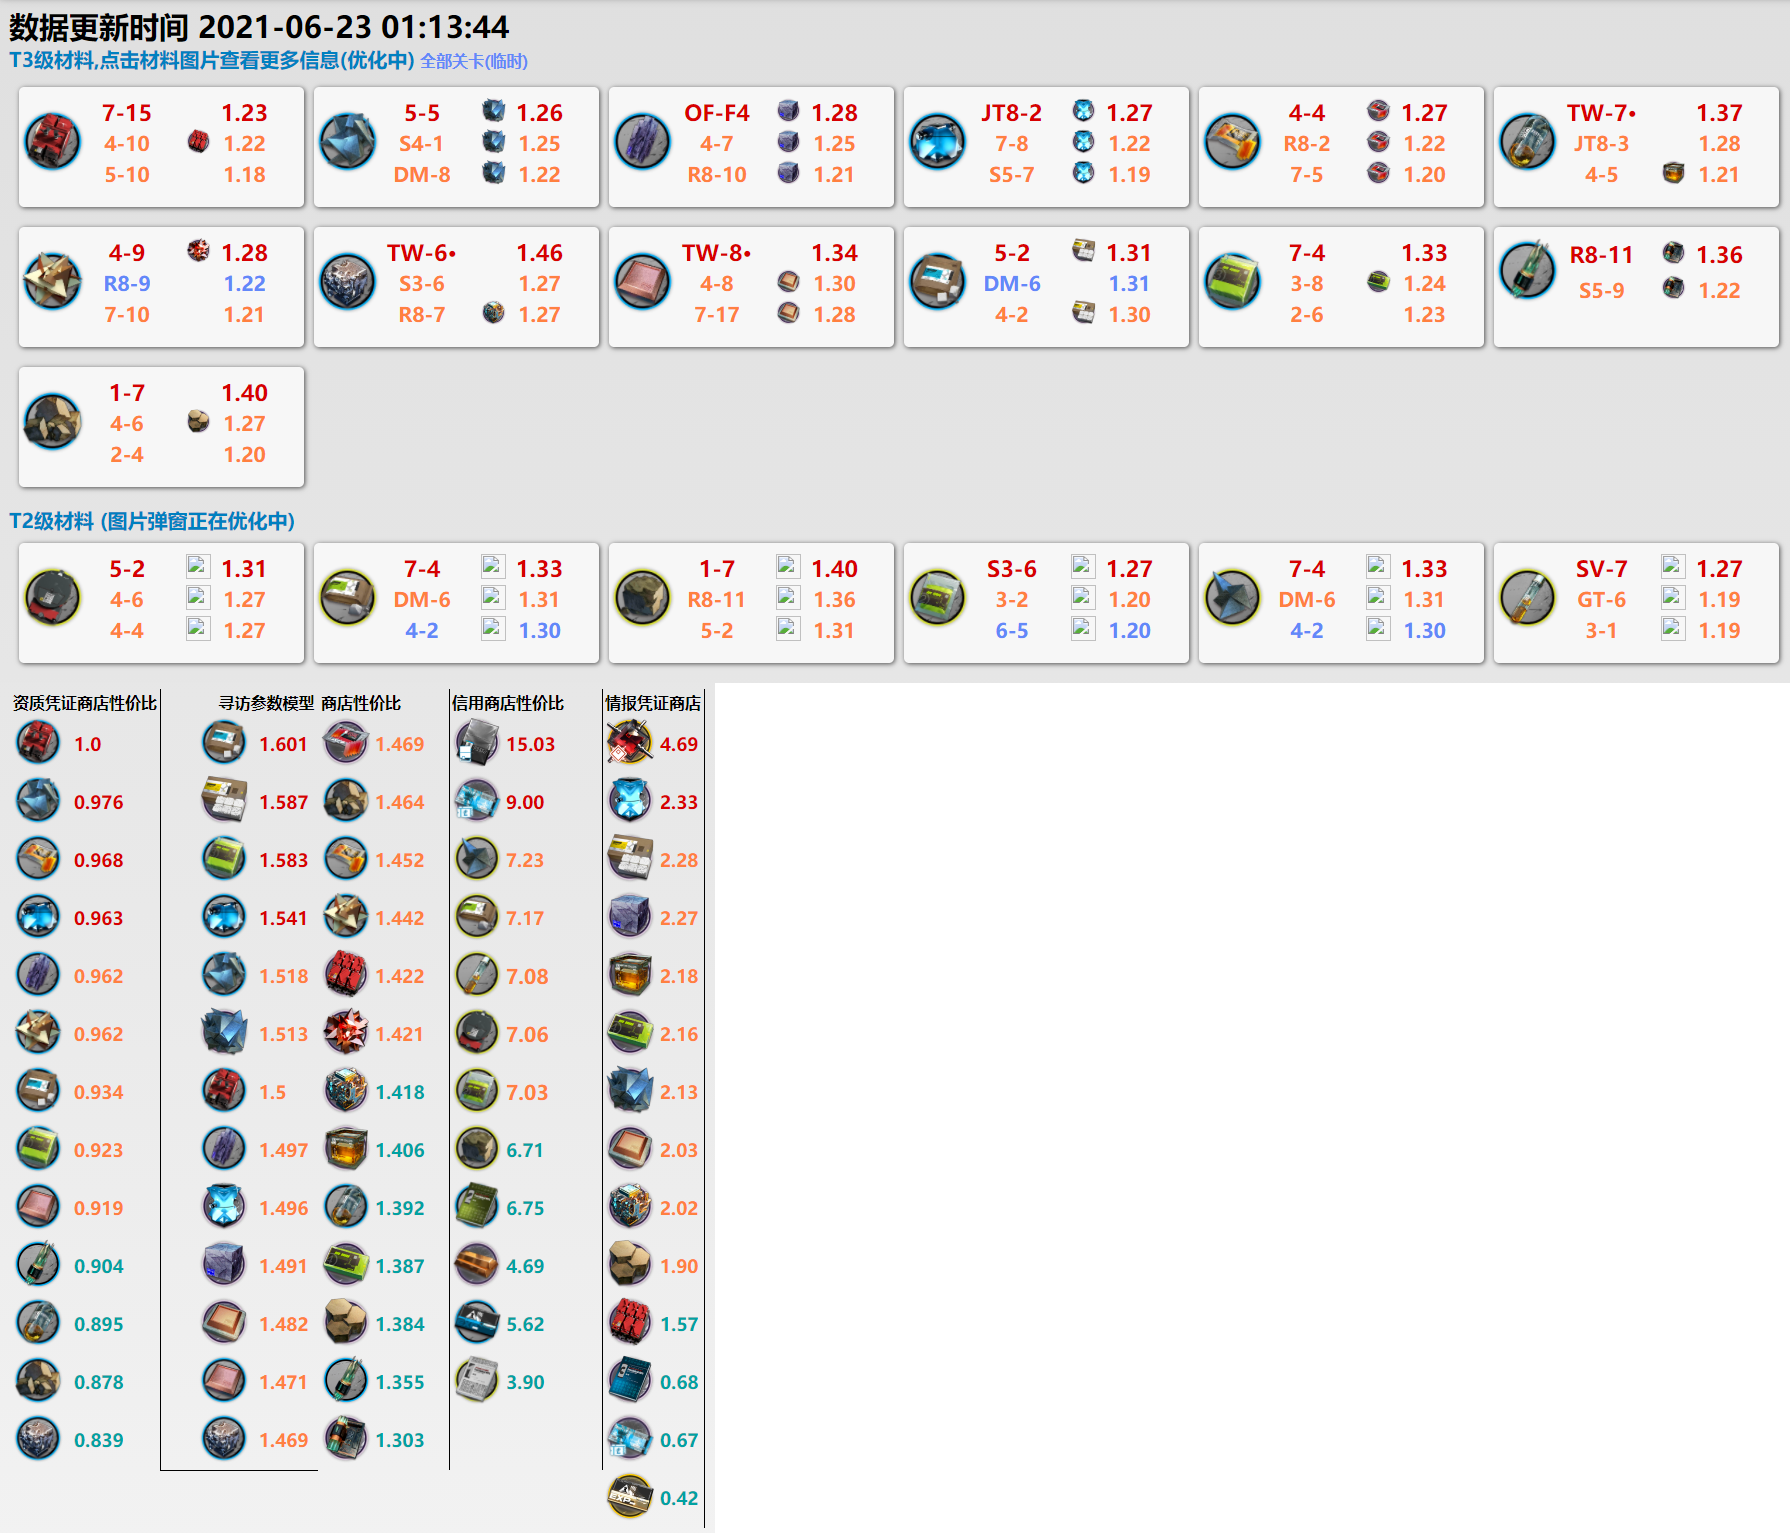 数据更新时间 2021-06-23 01:13:44
T3级材料,点击材料图片查看更多信息(优化中) 全部关卡(临时)
7-15 1.23
4-10 1.22
5-10 1.18
5-5 1.26
S4-1 1.25
DM-8 1.22
OF-F4 1.28
4-7 1.25
R8-10 1.21
JT8-2 1.27
7-8 1.22
S5-7 1.19
4-4 1.27
R8-2 1.22
7-5 1.20
TW-7• 1.37
JT8-3 1.28
4-5 1.21
4-9 1.28
R8-9 1.22
7-10 1.21
TW-6• 1.46
S3-6 1.27
R8-7 1.27
TW-8• 1.34
4-8 1.30
7-17 1.28
5-2 1.31
DM-6 1.31
4-2 1.30
7-4 1.33
3-8 1.24
2-6 1.23
R8-11 1.36
S5-9 1.22
1-7 1.40
4-6 1.27
2-4 1.20
T2级材料 (图片弹窗正在优化中)
5-2 1.31
4-6 1.27
4-4 1.27
7-4 1.33
DM-6 1.31
4-2 1.30
1-7 1.40
R8-11 1.36
5-2 1.31
S3-6 1.27
3-2 1.20
6-5 1.20
7-4 1.33
DM-6 1.31
4-2 1.30
SV-7 1.27
GT-6 1.19
3-1 1.19
资质凭证商店性价比 寻访参数模型 商店性价比 信用商店性价比 情报凭证商店
1.0 1.601 1.469 15.03 4.69
0.976 1.587 1.464 9.00 2.33
0.968 1.583 1.452 7.23 2.28
0.963 1.541 1.442 7.17 2.27
0.962 1.518 1.422 7.08 2.18
0.962 1.513 1.421 7.06 2.16
0.934 1.5 1.418 7.03 2.13
0.923 1.497 1.406 6.71 2.03
0.919 1.496 1.392 6.75 2.02
0.904 1.491 1.387 4.69 1.90
0.895 1.482 1.384 5.62 1.57
0.878 1.471 1.355 3.90 0.68
0.839 1.469 1.303 0.67
0.42